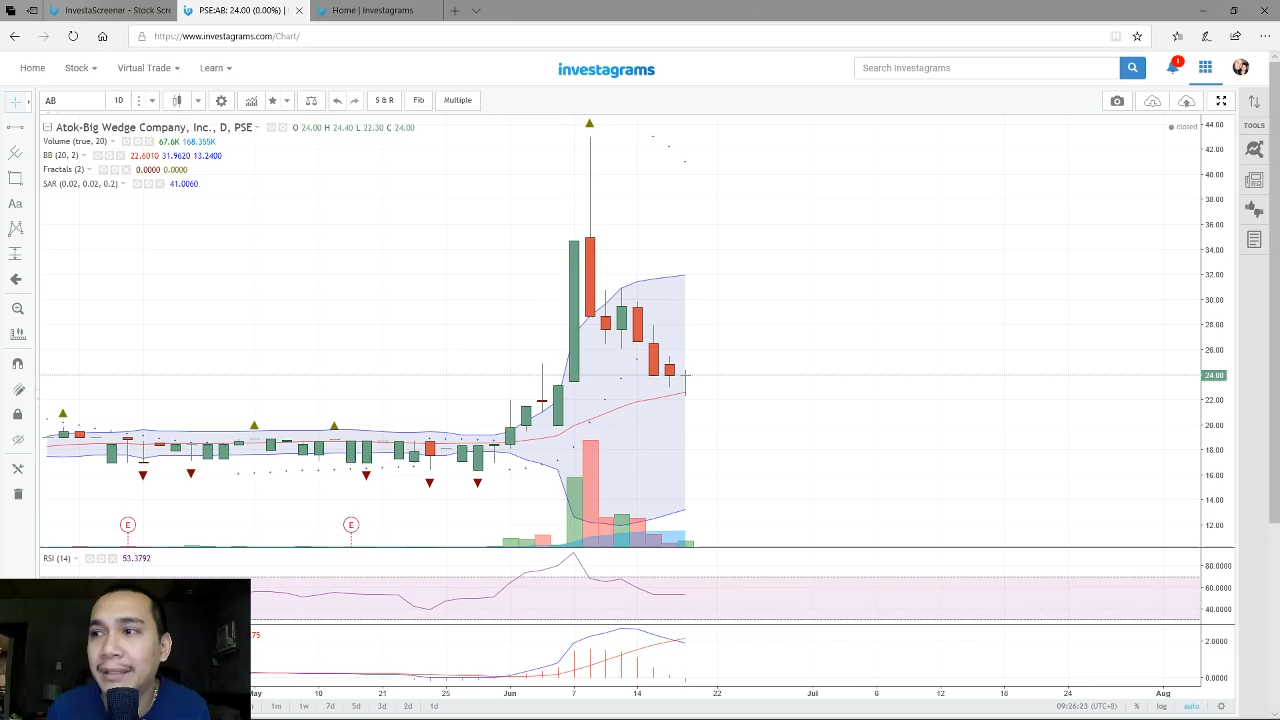 InvestaScreener - Stock Scre
PSE:AB: 24.00 (0.00%) |
Home | Investagrams
https://www.investagrams.com/Chart/
Home
Stock
Virtual Trade
Learn
investagrams
Search Investagrams
1
AB
1D
S & R
Fib
Multiple
Atok-Big Wedge Company, Inc., D, PSE
O 24.00 H 24.40 L 22.30 C 24.00
closed
TOOLS
Volume (true, 20)
67.6K 168.355K
BB (20, 2)
22.6010 31.9620 13.2400
Fractals (2)
0.0000 0.0000
SAR (0.02, 0.02, 0.2)
41.0060
Aa
44.00
42.00
40.00
38.00
36.00
34.00
32.00
30.00
28.00
26.00
24.00
22.00
20.00
18.00
16.00
14.00
12.00
E
E
RSI (14)
53.3792
80.0000
60.0000
40.0000
75
2.0000
0.0000
May
10
21
25
Jun
7
14
22
Jul
6
12
18
24
Aug
1m
1w
7d
5d
3d
2d
1d
09:26:23 (UTC+8)
%
log
auto